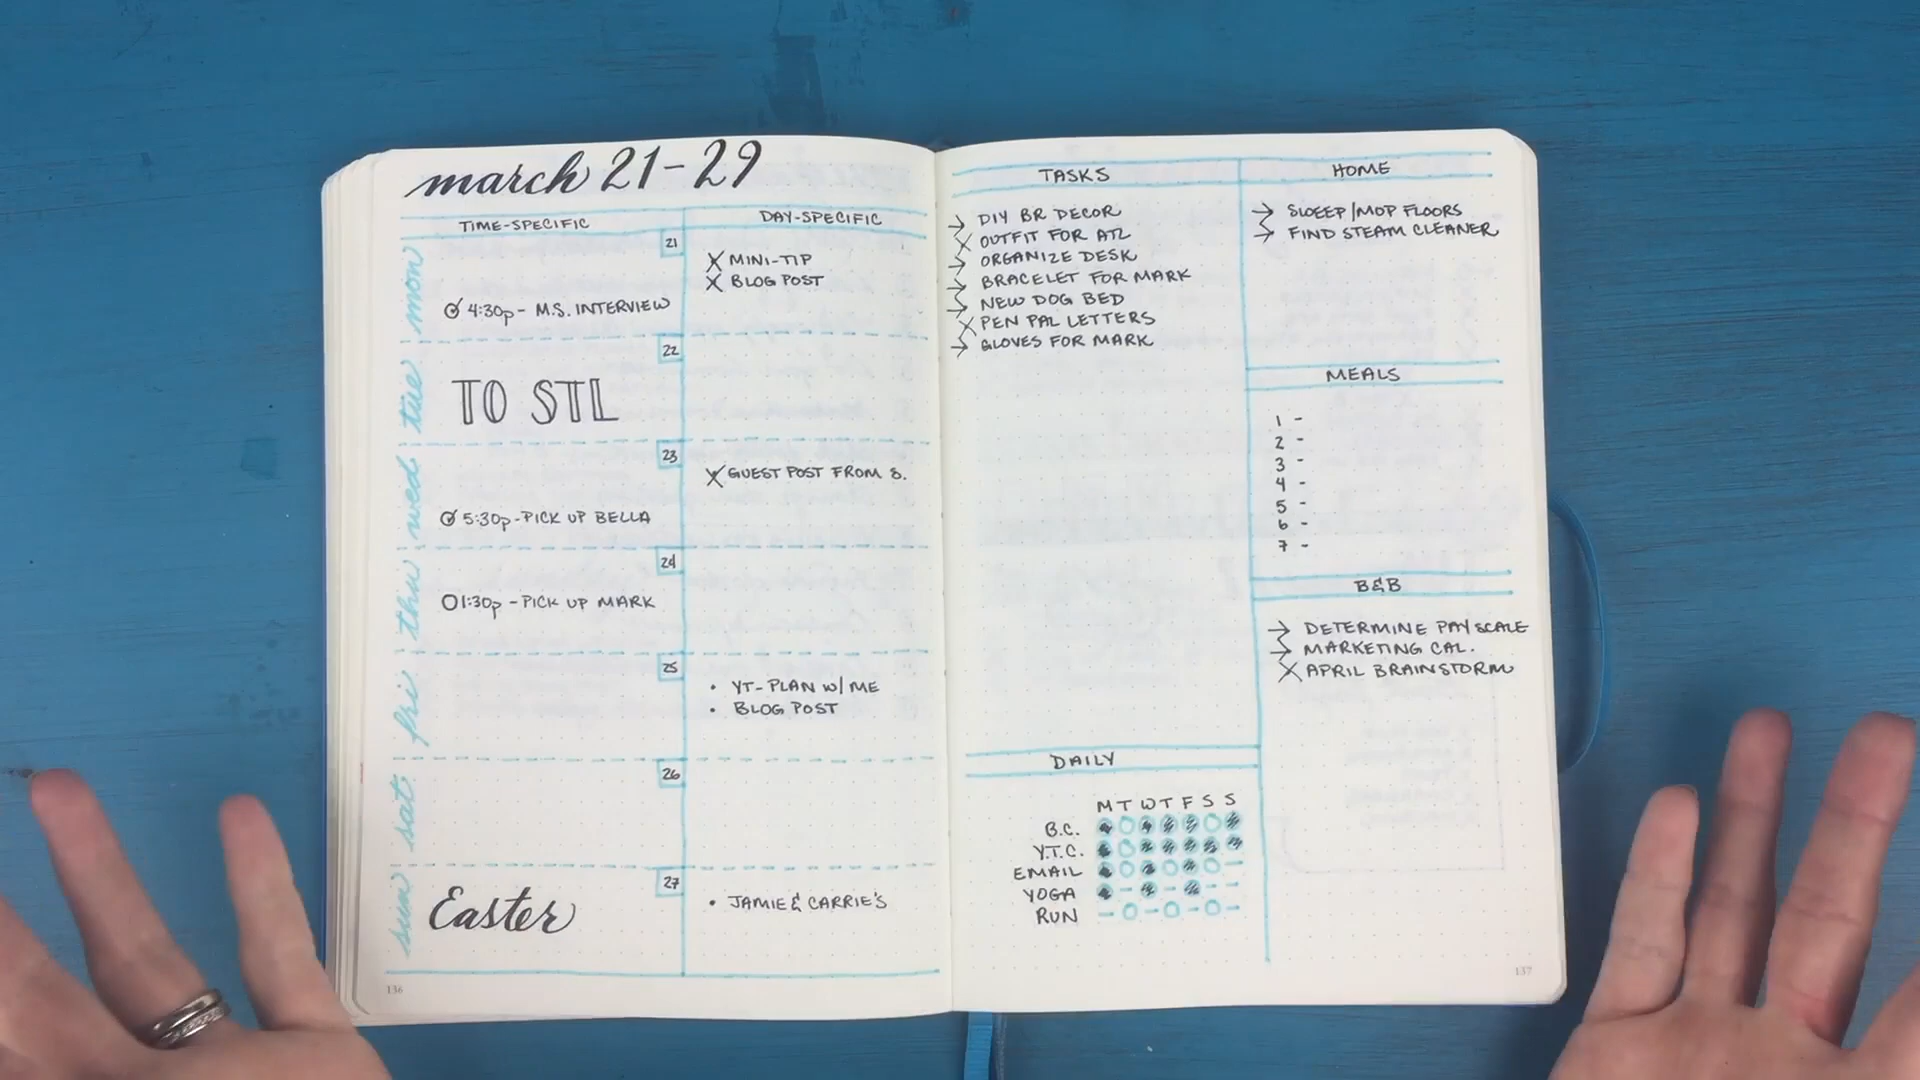 march 21-29
TIME-SPECIFIC
DAY-SPECIFIC
mon
21
X MINI-TIP
X BLOG POST
4:30p - M.S. INTERVIEW
tue
22
TO STL
wed
23
X GUEST POST FROM S.
5:30p - PICK UP BELLA
thu
24
1:30p - PICK UP MARK
fri
25
• YT- PLAN W/ ME
• BLOG POST
sat
26
sun
27
Easter
• JAMIE & CARRIE'S
136
TASKS
→ DIY BR DECOR
X OUTFIT FOR ATL
→ ORGANIZE DESK
→ BRACELET FOR MARK
→ NEW DOG BED
X PEN PAL LETTERS
→ GLOVES FOR MARK
DAILY
M T W T F S S
B.C.
Y.T.C.
EMAIL
YOGA
RUN
HOME
→ SWEEP/MOP FLOORS
→ FIND STEAM CLEANER
MEALS
1 -
2 -
3 -
4 -
5 -
6 -
7 -
B&B
→ DETERMINE PAY SCALE
→ MARKETING CAL.
X APRIL BRAINSTORM
137